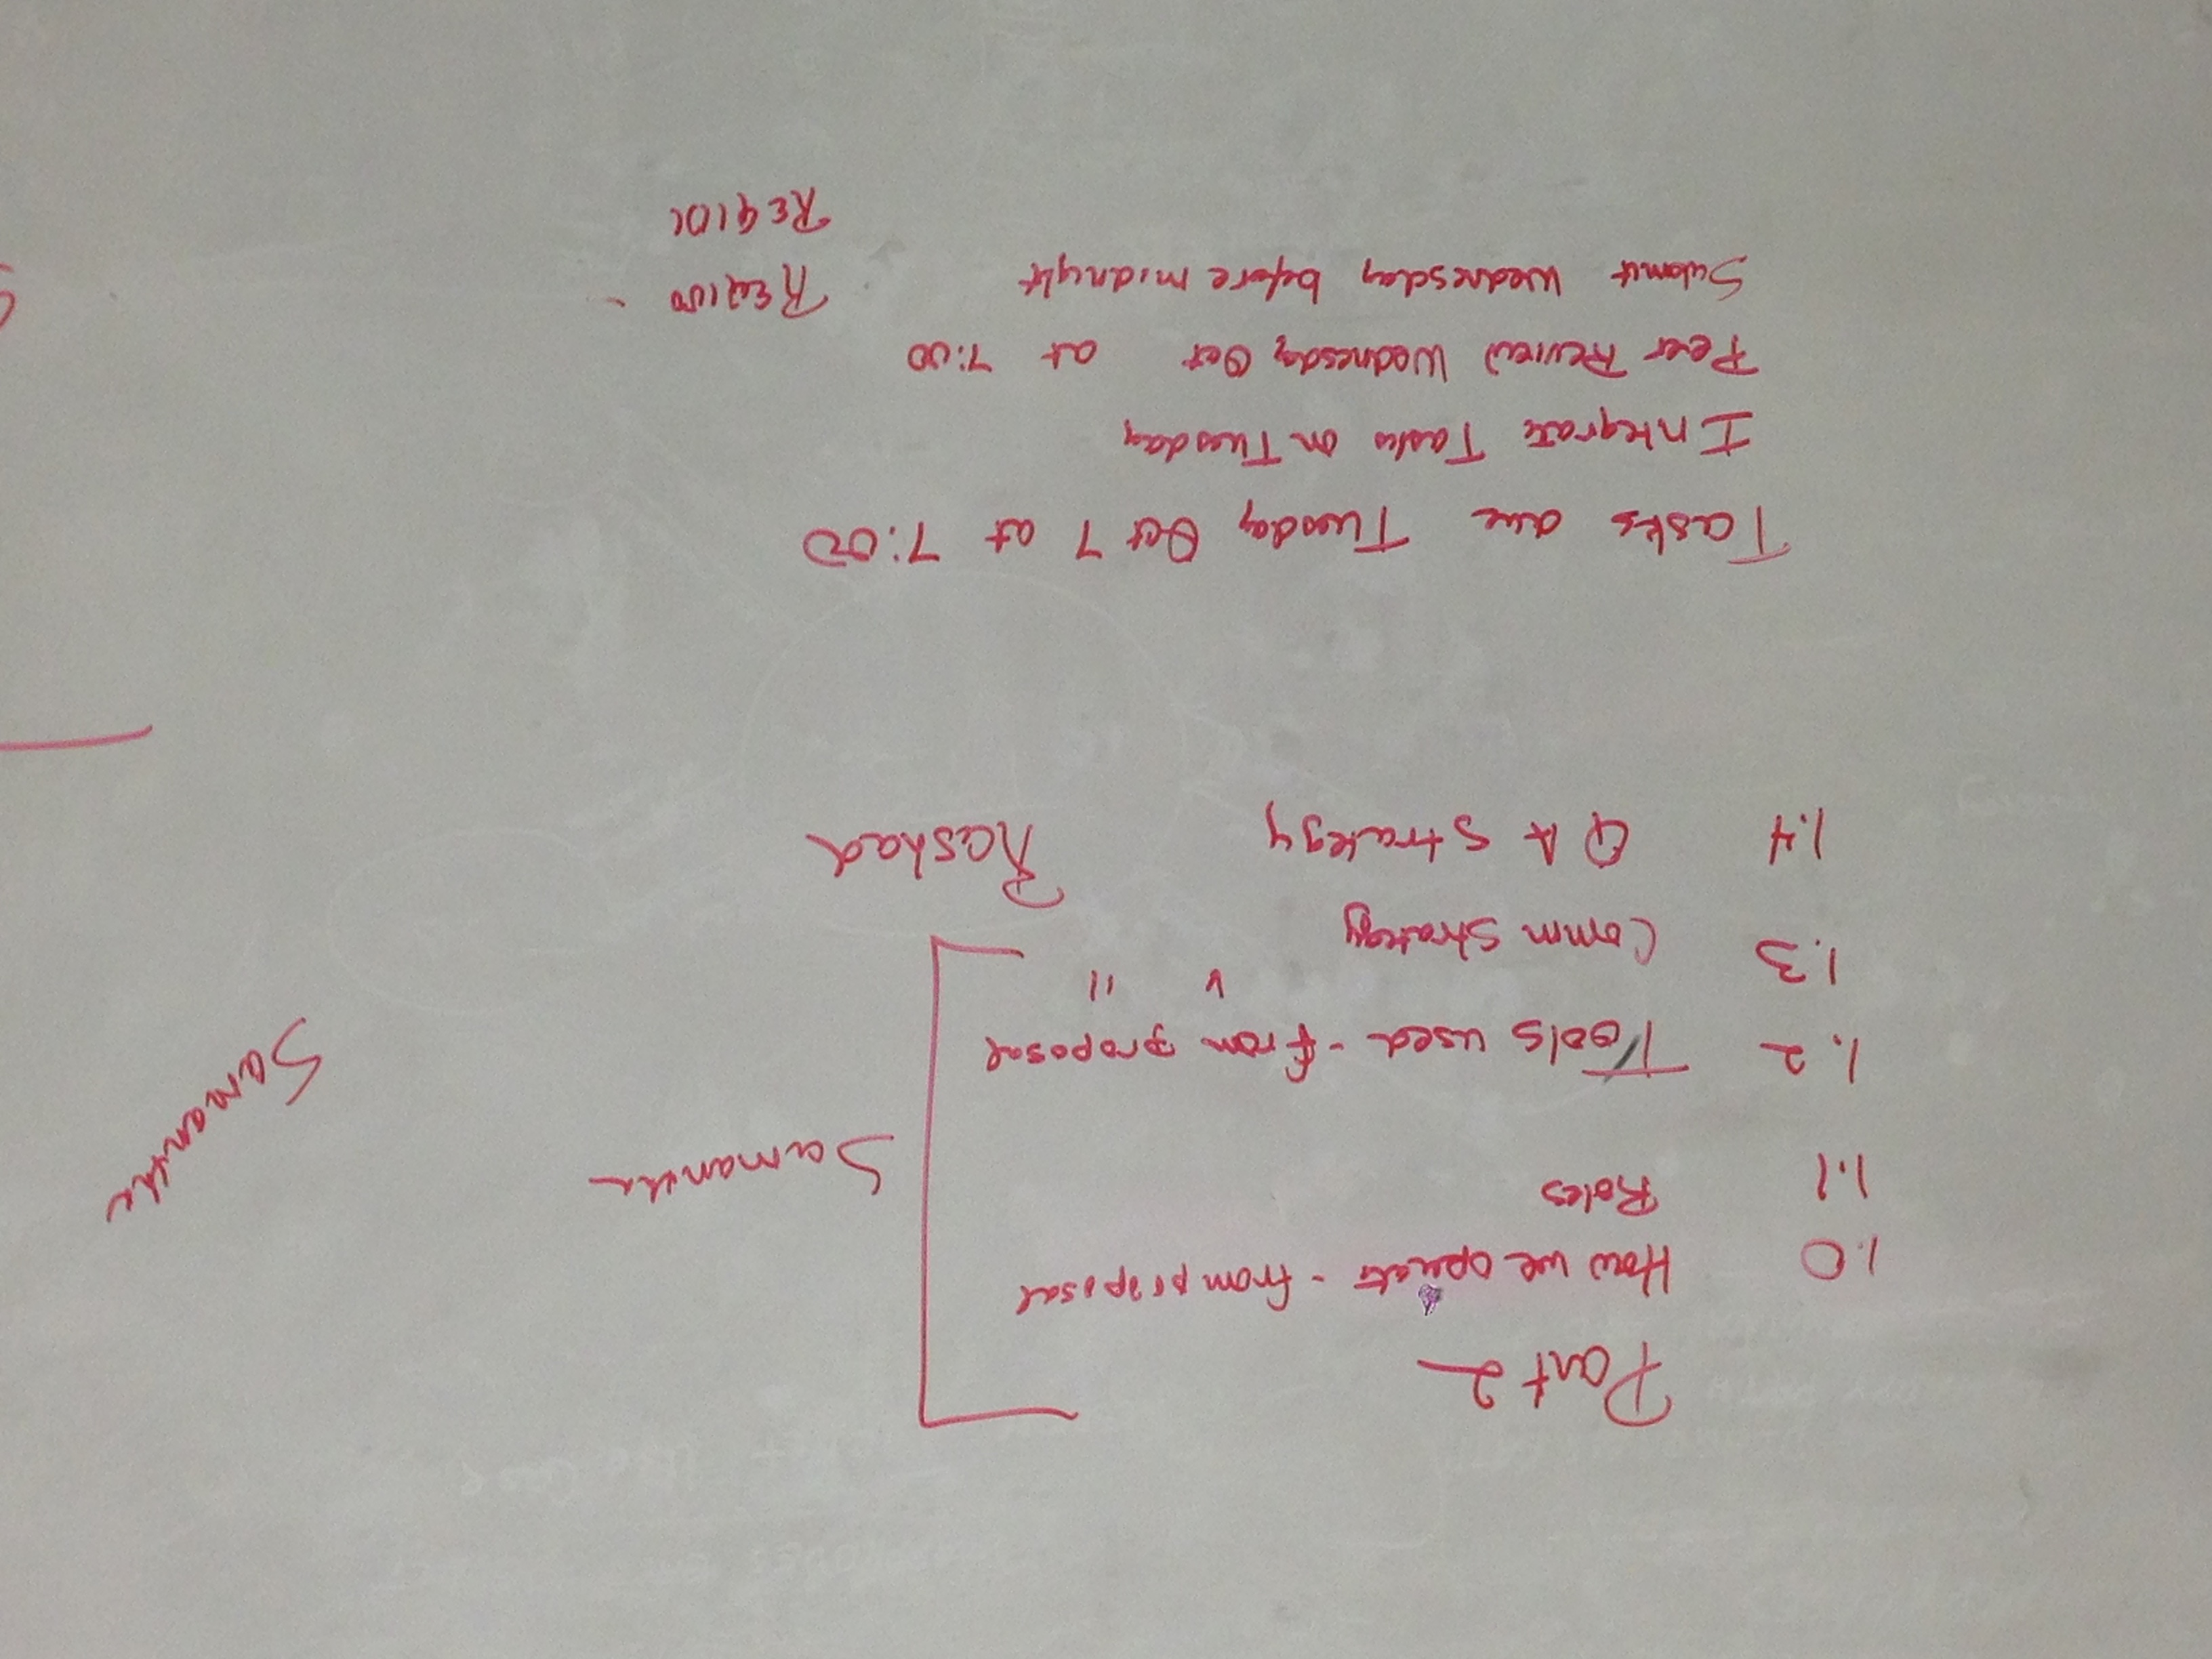 Part 2
1.0 How we operate - from proposal
1.1 Roles
Samantha
Samantha
1.2 Tools used - from proposal
1.3 Comm strategy " "
1.4 QA strategy Rashad
Tasks due Tuesday Oct 7 at 7:00
Integrate Tasks on Tuesday
Peer Review Wednesday Oct at 7:00
Submit Wednesday before midnight
REQ100 -
REQ101